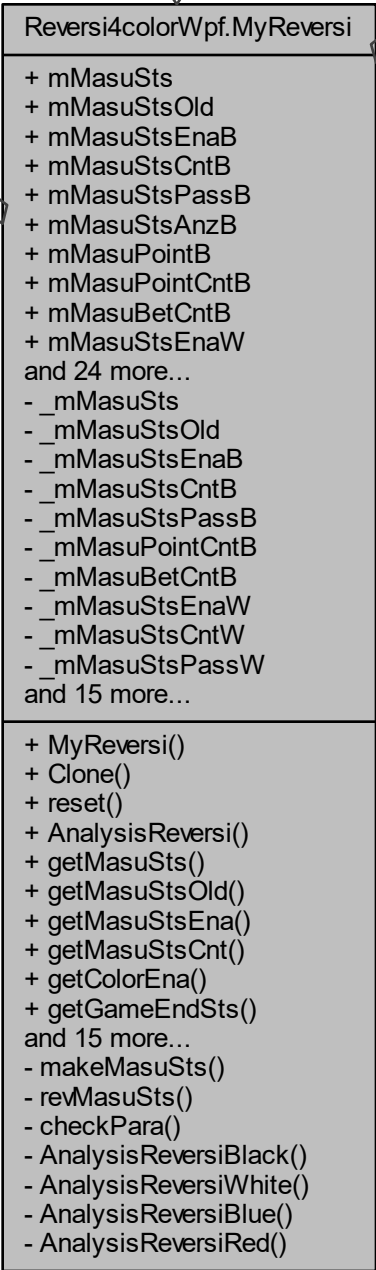 Reversi4colorWpf.MyReversi
+ mMasuSts
+ mMasuStsOld
+ mMasuStsEnaB
+ mMasuStsCntB
+ mMasuStsPassB
+ mMasuStsAnzB
+ mMasuPointB
+ mMasuPointCntB
+ mMasuBetCntB
+ mMasuStsEnaW
and 24 more...
- _mMasuSts
- _mMasuStsOld
- _mMasuStsEnaB
- _mMasuStsCntB
- _mMasuStsPassB
- _mMasuPointCntB
- _mMasuBetCntB
- _mMasuStsEnaW
- _mMasuStsCntW
- _mMasuStsPassW
and 15 more...
+ MyReversi()
+ Clone()
+ reset()
+ AnalysisReversi()
+ getMasuSts()
+ getMasuStsOld()
+ getMasuStsEna()
+ getMasuStsCnt()
+ getColorEna()
+ getGameEndSts()
and 15 more...
- makeMasuSts()
- revMasuSts()
- checkPara()
- AnalysisReversiBlack()
- AnalysisReversiWhite()
- AnalysisReversiBlue()
- AnalysisReversiRed()